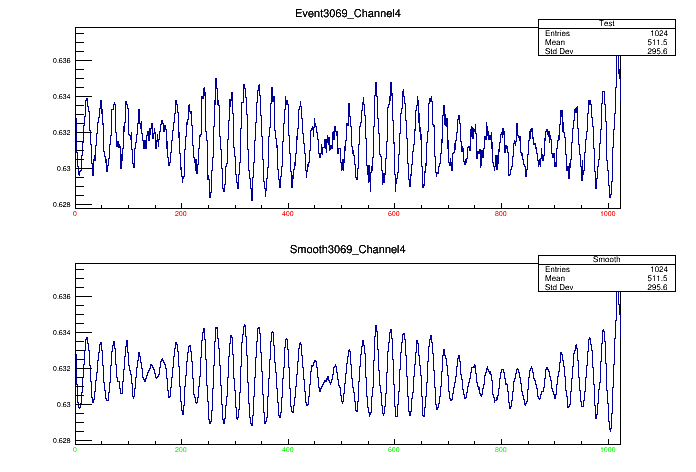 Event3069_Channel4
Test
Entries 1024
Mean 511.5
Std Dev 295.6
0.636
0.634
0.632
0.63
0.628
0 200 400 600 800 1000
Smooth3069_Channel4
Smooth
Entries 1024
Mean 511.5
Std Dev 295.6
0.636
0.634
0.632
0.63
0.628
0 200 400 600 800 1000